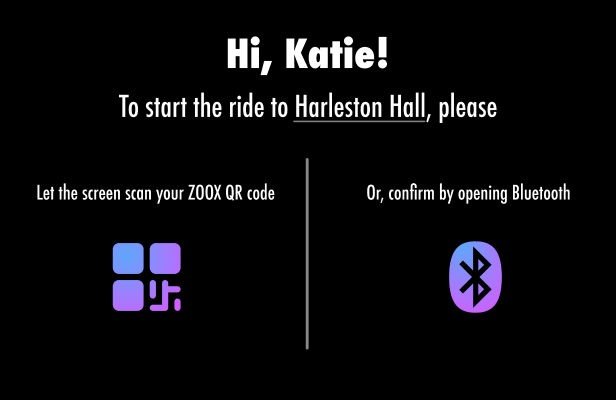 Hi, Katie!
To start the ride to Harleston Hall, please
Let the screen scan your ZOOX QR code
Or, confirm by opening Bluetooth